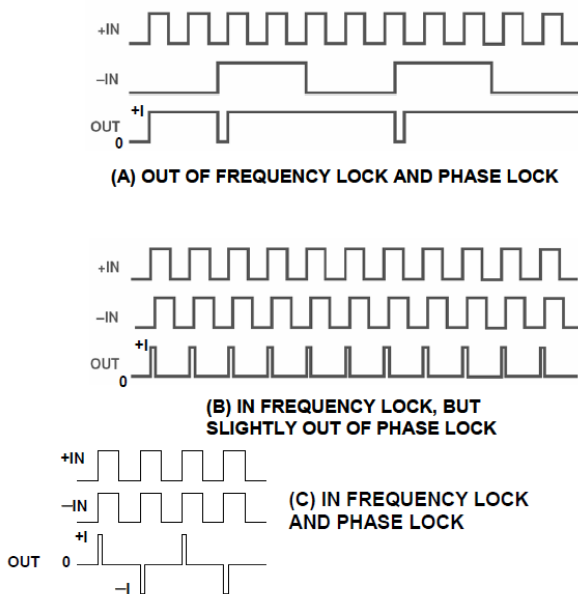 +IN
–IN
+I
OUT
0
(A) OUT OF FREQUENCY LOCK AND PHASE LOCK
+IN
–IN
+I
OUT
0
(B) IN FREQUENCY LOCK, BUT
SLIGHTLY OUT OF PHASE LOCK
+IN
–IN
(C) IN FREQUENCY LOCK
AND PHASE LOCK
+I
OUT 0
–I